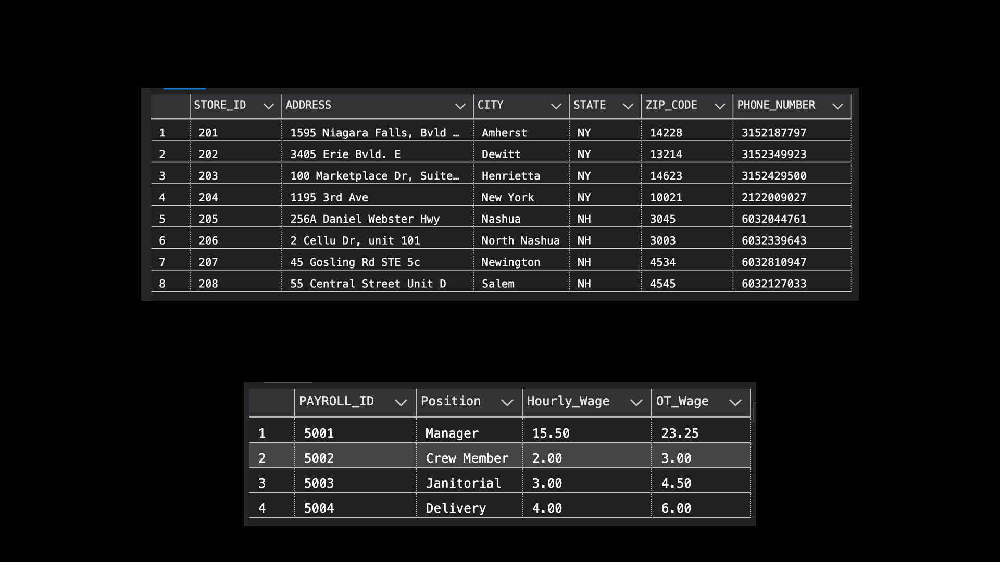 STORE_ID ADDRESS CITY STATE ZIP_CODE PHONE_NUMBER
1 201 1595 Niagara Falls, Bvld … Amherst NY 14228 3152187797
2 202 3405 Erie Bvld. E Dewitt NY 13214 3152349923
3 203 100 Marketplace Dr, Suite… Henrietta NY 14623 3152429500
4 204 1195 3rd Ave New York NY 10021 2122009027
5 205 256A Daniel Webster Hwy Nashua NH 3045 6032044761
6 206 2 Cellu Dr, unit 101 North Nashua NH 3003 6032339643
7 207 45 Gosling Rd STE 5c Newington NH 4534 6032810947
8 208 55 Central Street Unit D Salem NH 4545 6032127033
PAYROLL_ID Position Hourly_Wage OT_Wage
1 5001 Manager 15.50 23.25
2 5002 Crew Member 2.00 3.00
3 5003 Janitorial 3.00 4.50
4 5004 Delivery 4.00 6.00